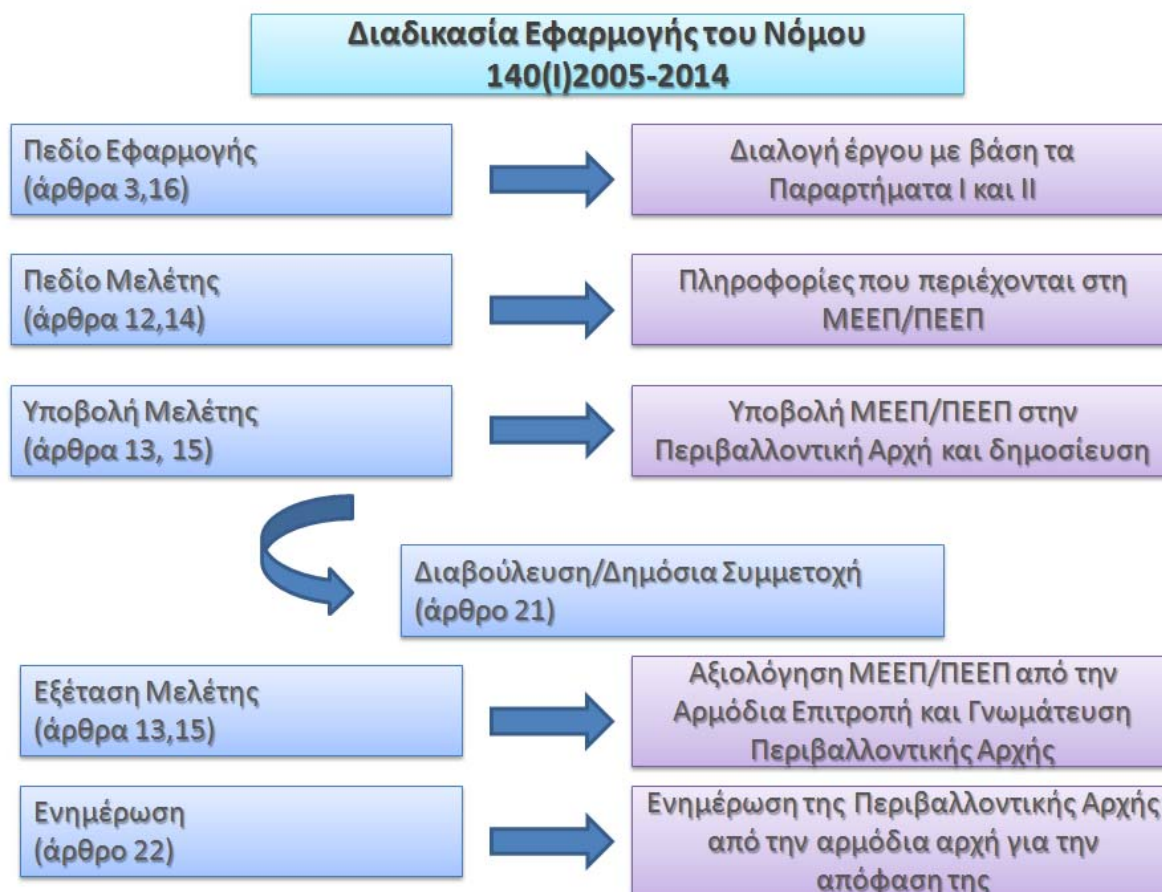 Διαδικασία Εφαρμογής του Νόμου
140(Ι)2005-2014
Πεδίο Εφαρμογής
(άρθρα 3,16)
Διαλογή έργου με βάση τα
Παραρτήματα Ι και ΙΙ
Πεδίο Μελέτης
(άρθρα 12,14)
Πληροφορίες που περιέχονται στη
ΜΕΕΠ/ΠΕΕΠ
Υποβολή Μελέτης
(άρθρα 13, 15)
Υποβολή ΜΕΕΠ/ΠΕΕΠ στην
Περιβαλλοντική Αρχή και δημοσίευση
Διαβούλευση/Δημόσια Συμμετοχή
(άρθρο 21)
Εξέταση Μελέτης
(άρθρα 13,15)
Αξιολόγηση ΜΕΕΠ/ΠΕΕΠ από την
Αρμόδια Επιτροπή και Γνωμάτευση
Περιβαλλοντικής Αρχής
Ενημέρωση
(άρθρο 22)
Ενημέρωση της Περιβαλλοντικής Αρχής
από την αρμόδια αρχή για την
απόφαση της